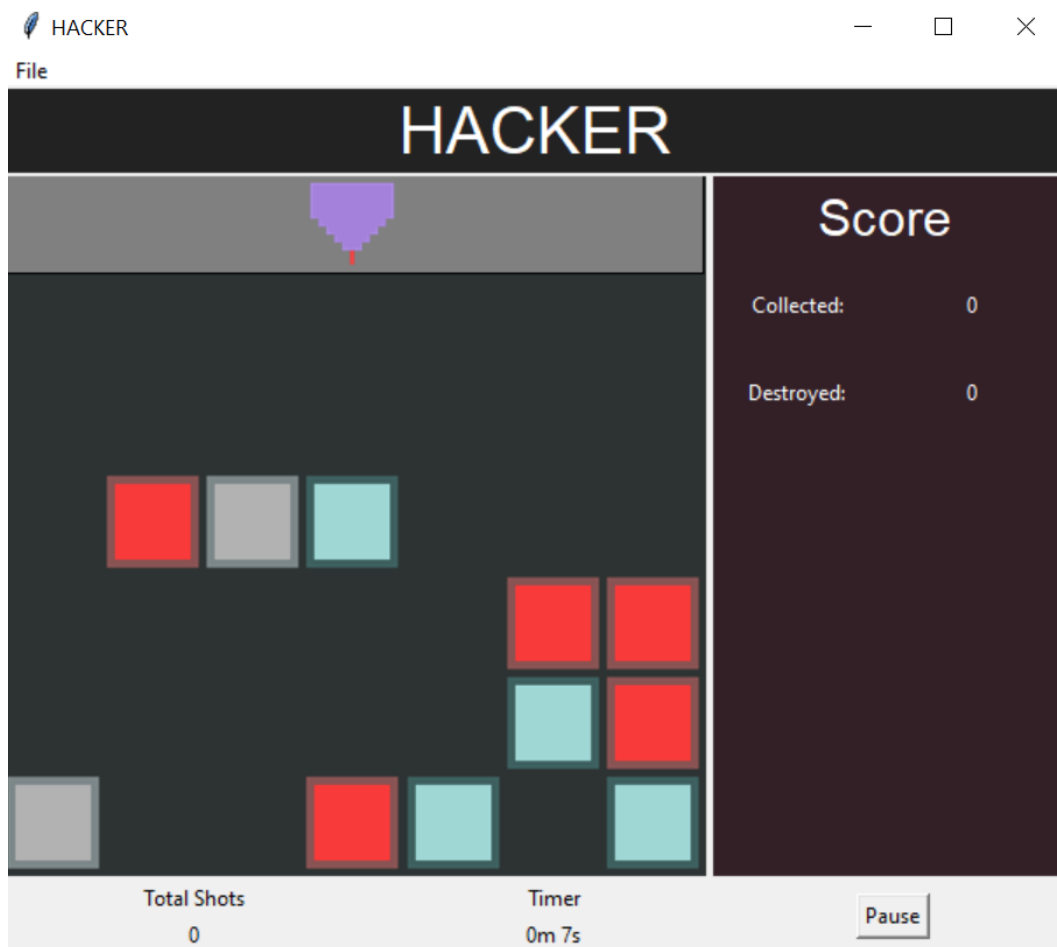 HACKER
File
HACKER
Score
Collected: 0
Destroyed: 0
Total Shots Timer
0 0m 7s
Pause